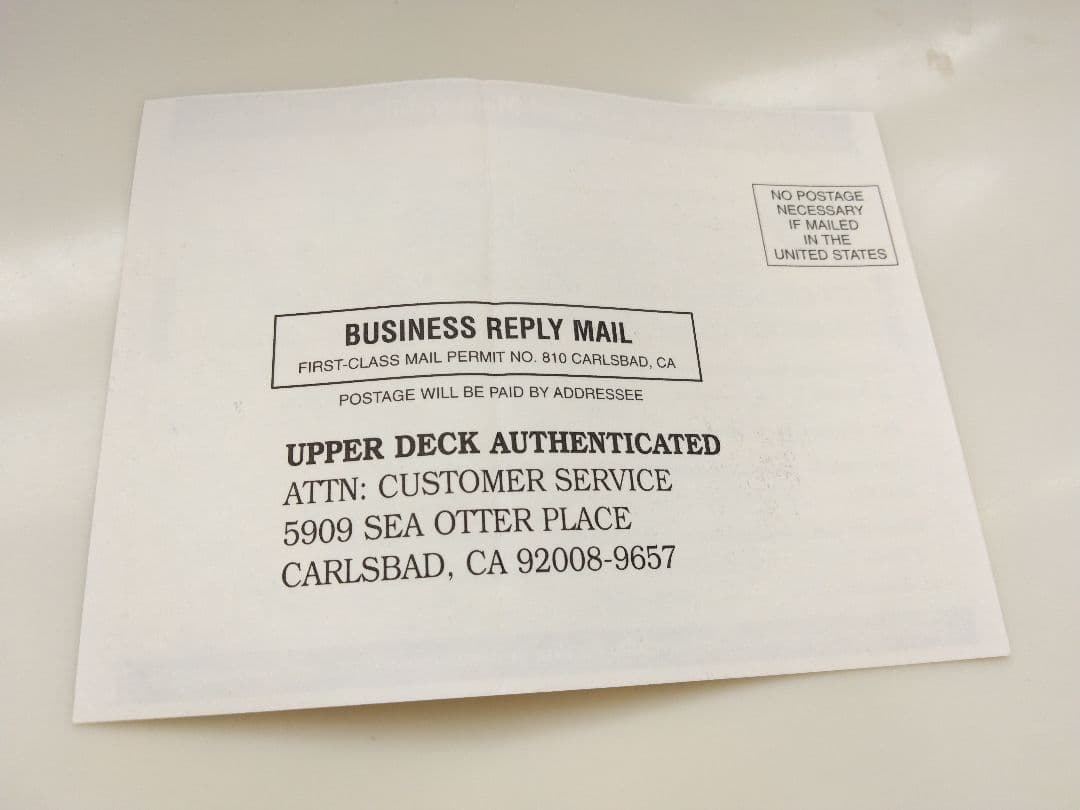 NO POSTAGE
NECESSARY
IF MAILED
IN THE
UNITED STATES
BUSINESS REPLY MAIL
FIRST-CLASS MAIL PERMIT NO. 810 CARLSBAD, CA
POSTAGE WILL BE PAID BY ADDRESSEE
UPPER DECK AUTHENTICATED
ATTN: CUSTOMER SERVICE
5909 SEA OTTER PLACE
CARLSBAD, CA 92008-9657